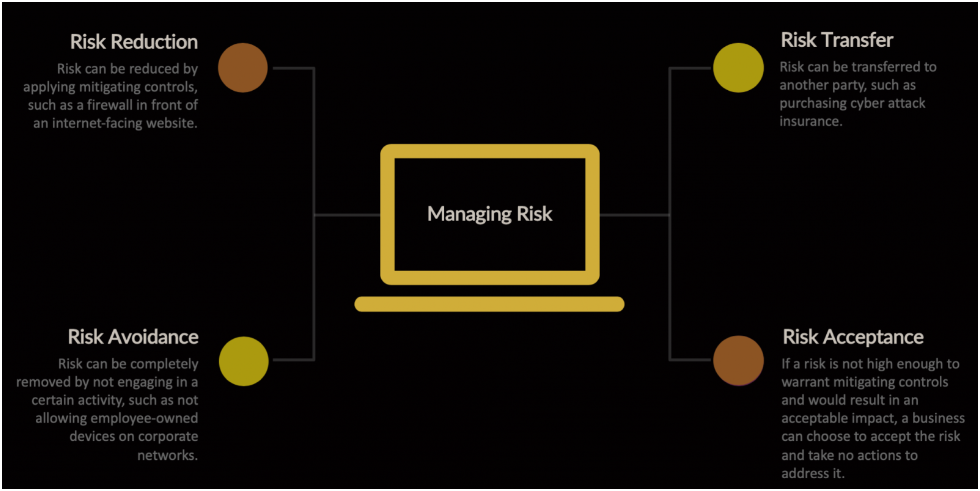 Risk Reduction
Risk can be reduced by
applying mitigating controls,
such as a firewall in front of
an internet-facing website.
Risk Transfer
Risk can be transferred to
another party, such as
purchasing cyber attack
insurance.
Managing Risk
Risk Avoidance
Risk can be completely
removed by not engaging in a
certain activity, such as not
allowing employee-owned
devices on corporate
networks.
Risk Acceptance
If a risk is not high enough to
warrant mitigating controls
and would result in an
acceptable impact, a business
can choose to accept the risk
and take no actions to
address it.